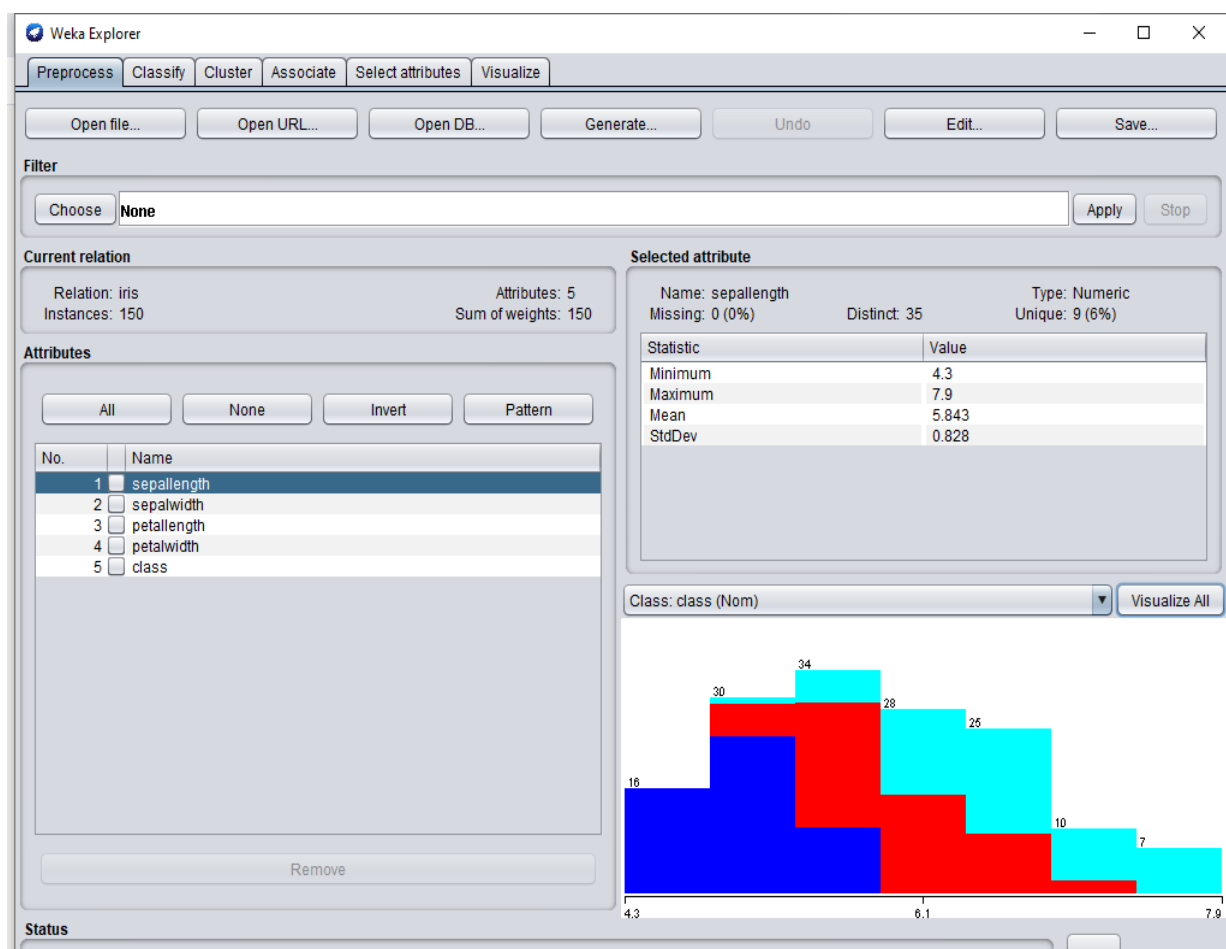 Weka Explorer
Preprocess Classify Cluster Associate Select attributes Visualize
Open file... Open URL... Open DB... Generate... Undo Edit... Save...
Filter
Choose None Apply Stop
Current relation
Relation: iris Attributes: 5
Instances: 150 Sum of weights: 150
Attributes
All None Invert Pattern
No. Name
1 sepallength
2 sepalwidth
3 petallength
4 petalwidth
5 class
Remove
Selected attribute
Name: sepallength Type: Numeric
Missing: 0 (0%) Distinct: 35 Unique: 9 (6%)
Statistic Value
Minimum 4.3
Maximum 7.9
Mean 5.843
StdDev 0.828
Class: class (Nom) Visualize All
34
30
28
25
16
10
7
4.3 6.1 7.9
Status